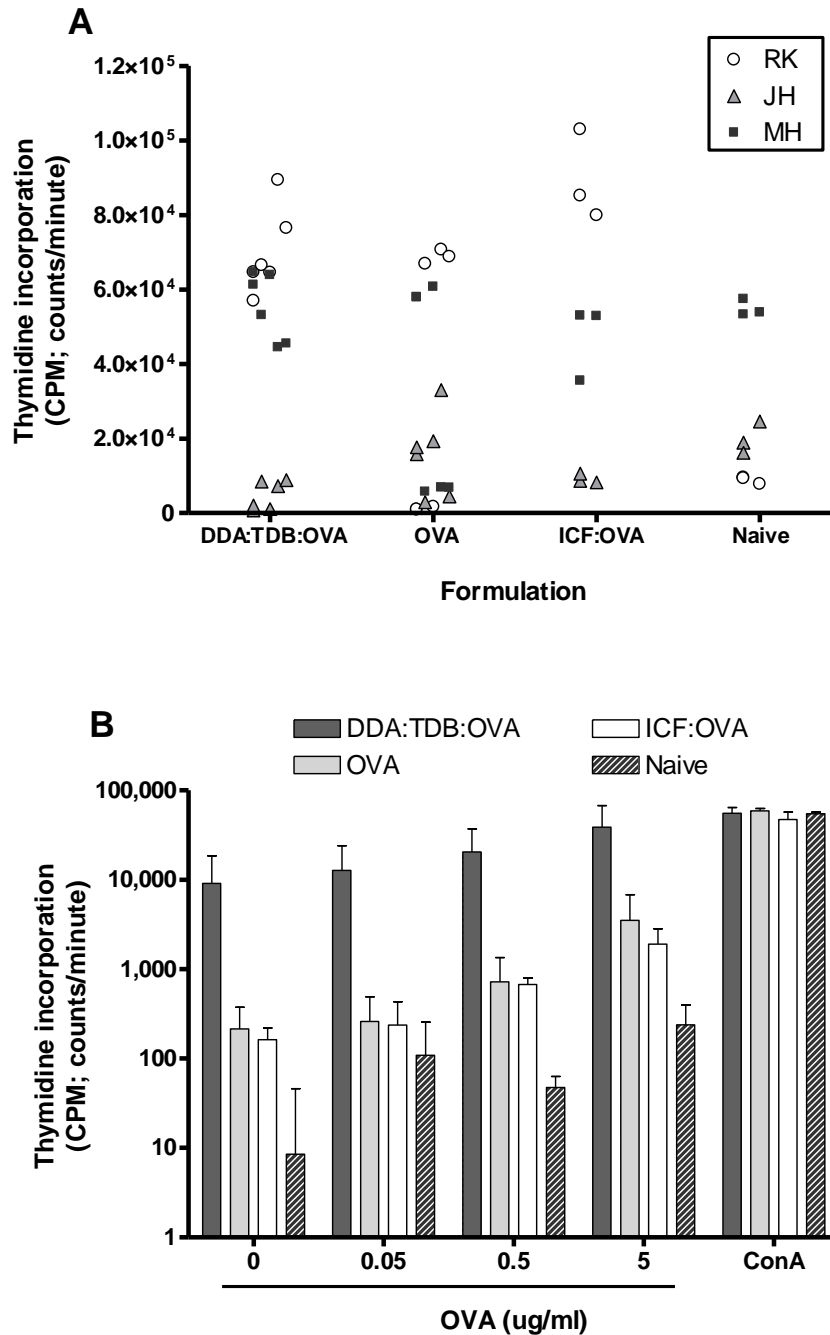 A
RK
JH
MH
1.2×10⁵
1.0×10⁵
8.0×10⁴
6.0×10⁴
4.0×10⁴
2.0×10⁴
0
Thymidine incorporation
(CPM; counts/minute)
DDA:TDB:OVA OVA ICF:OVA Naive
Formulation
B
DDA:TDB:OVA ICF:OVA
OVA Naive
100,000
10,000
1,000
100
10
1
Thymidine incorporation
(CPM; counts/minute)
0 0.05 0.5 5 ConA
OVA (ug/ml)